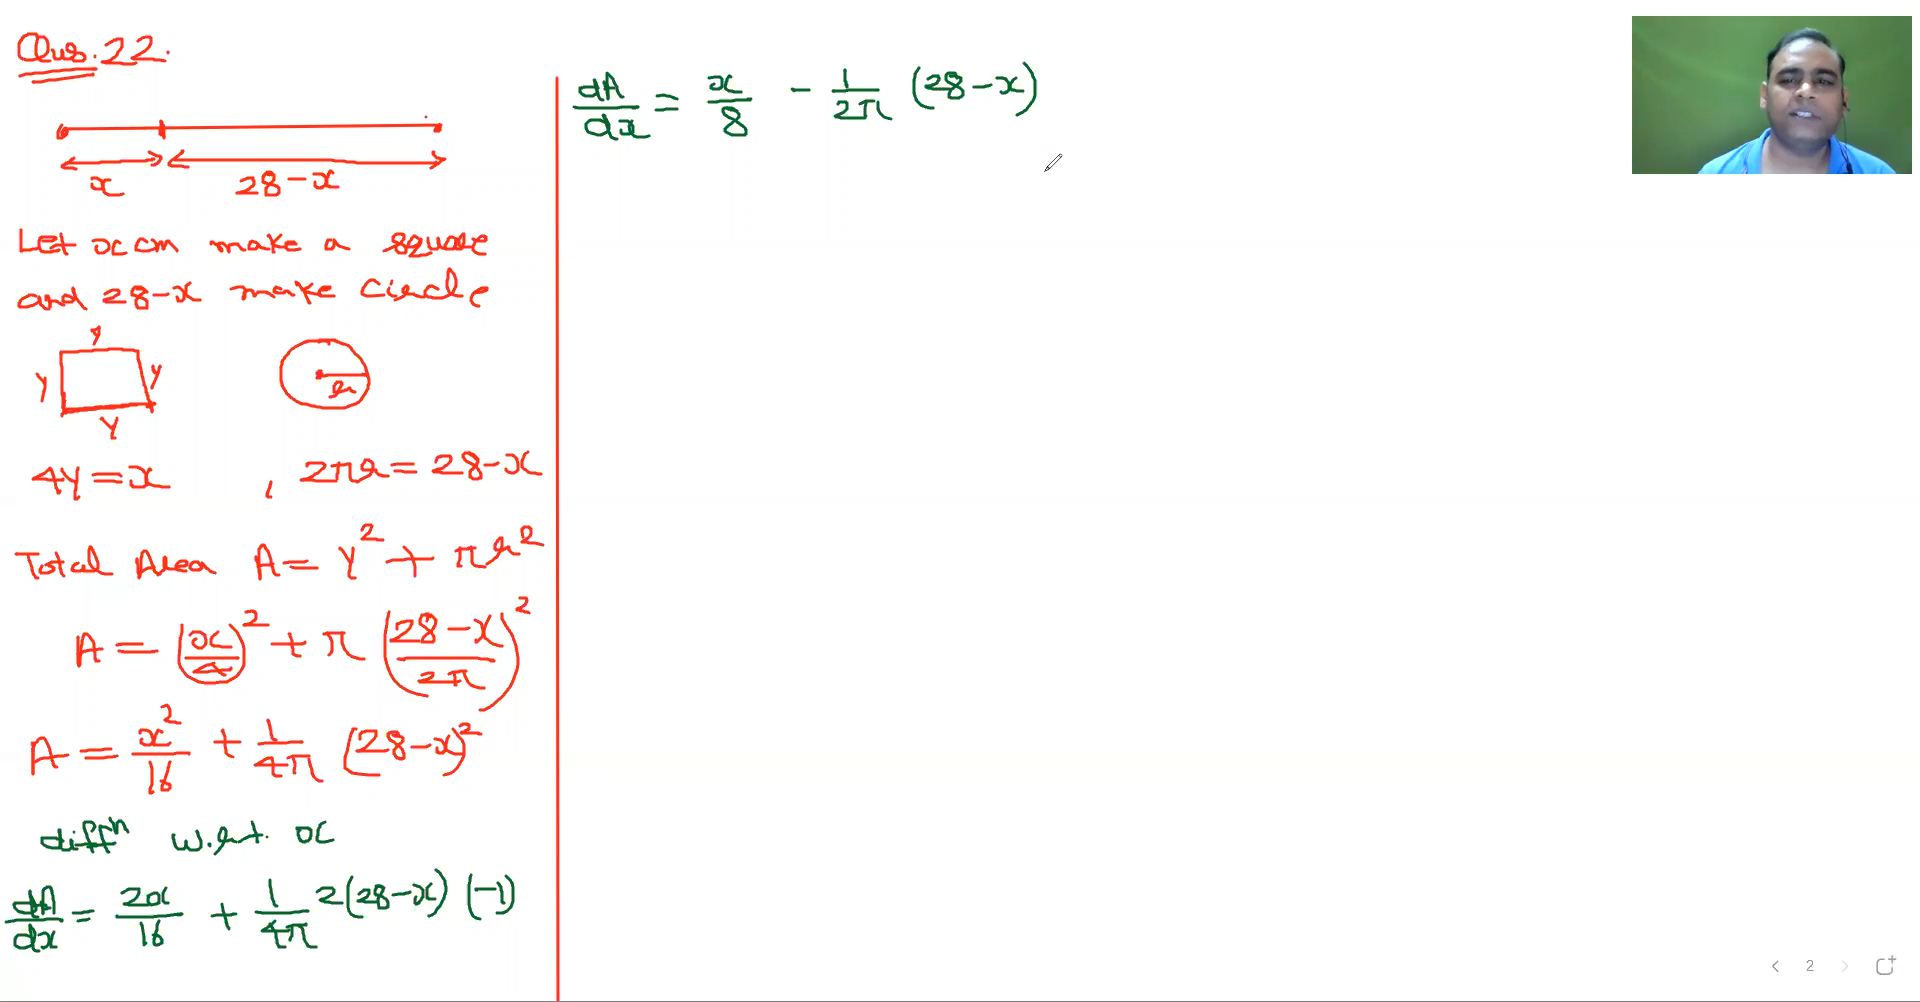 Qus. 22.
x 28-x
Let x cm make a square
and 28-x make circle
y
y y
r
y
4y = x , 2πr = 28-x
Total Area A = y² + πr²
A = (x/4)² + π ((28-x)/2π)²
A = x²/16 + 1/4π (28-x)²
diffⁿ w.r.t. x
dA/dx = 2x/16 + 1/4π 2(28-x) (-1)
dA/dx = x/8 - 1/2π (28-x)
2